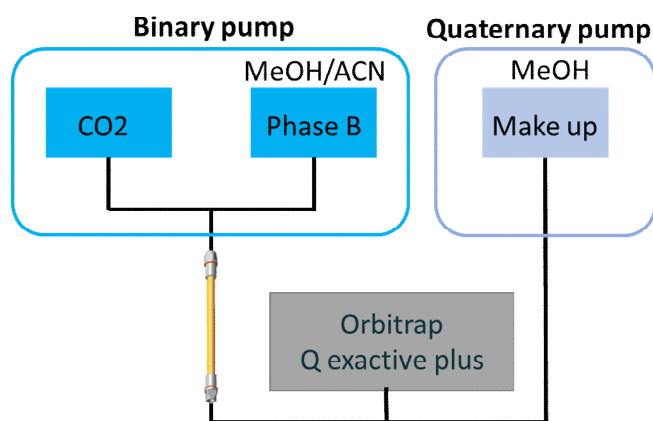 Binary pump
Quaternary pump
MeOH/ACN
MeOH
CO2
Phase B
Make up
Orbitrap
Q exactive plus